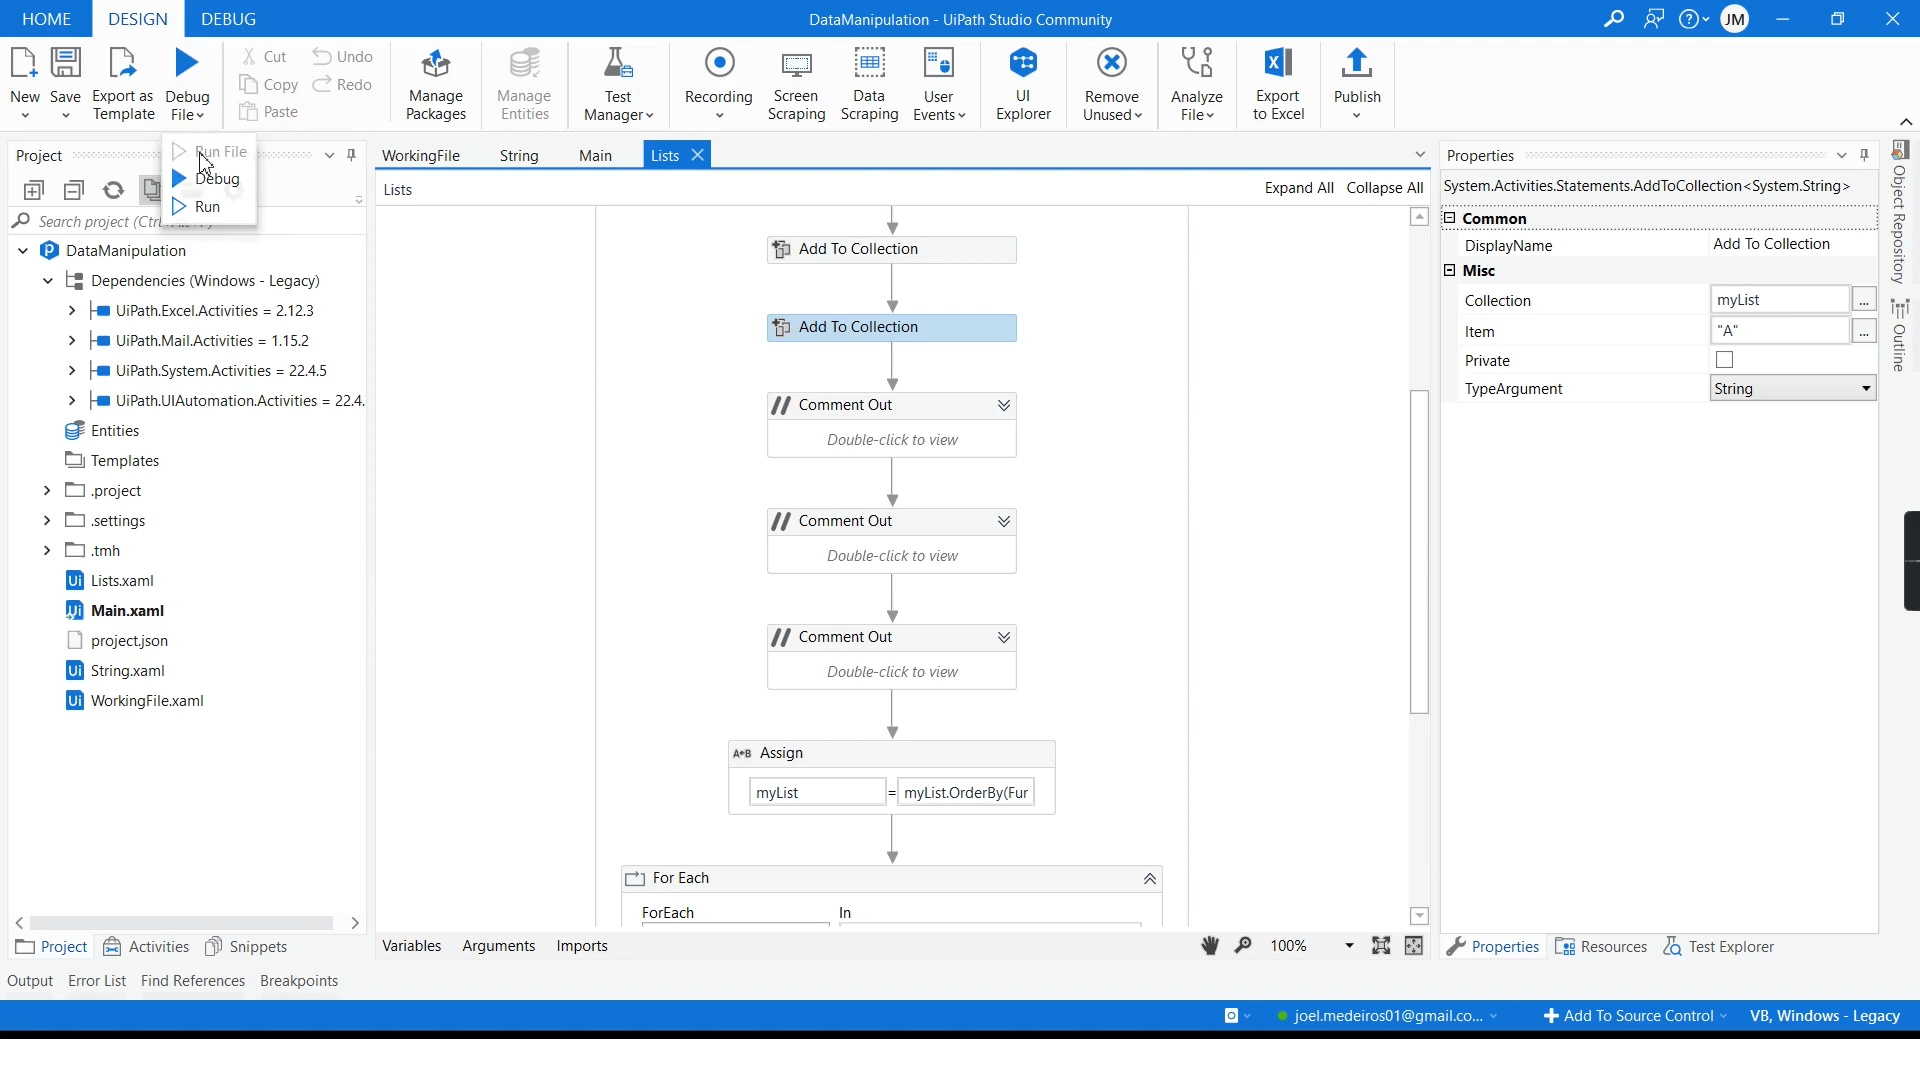 HOME DESIGN DEBUG
DataManipulation - UiPath Studio Community
JM
New
Save
Export as Template
Debug File
Cut
Copy
Paste
Undo
Redo
Manage Packages
Manage Entities
Test Manager
Recording
Screen Scraping
Data Scraping
User Events
UI Explorer
Remove Unused
Analyze File
Export to Excel
Publish
Run File
Debug
Run
Project
Search project
DataManipulation
Dependencies (Windows - Legacy)
UiPath.Excel.Activities = 2.12.3
UiPath.Mail.Activities = 1.15.2
UiPath.System.Activities = 22.4.5
UiPath.UIAutomation.Activities = 22.4.
Entities
Templates
.project
.settings
.tmh
Lists.xaml
Main.xaml
project.json
String.xaml
WorkingFile.xaml
Project Activities Snippets
WorkingFile String Main Lists
Lists
Expand All Collapse All
Add To Collection
Add To Collection
// Comment Out
Double-click to view
// Comment Out
Double-click to view
// Comment Out
Double-click to view
A+B Assign
myList = myList.OrderBy(Fur
For Each
ForEach In
Variables Arguments Imports
100%
Properties
System.Activities.Statements.AddToCollection<System.String>
Common
DisplayName Add To Collection
Misc
Collection myList ...
Item "A" ...
Private
TypeArgument String
Properties Resources Test Explorer
Object Repository
Outline
Output Error List Find References Breakpoints
joel.medeiros01@gmail.co...
Add To Source Control
VB, Windows - Legacy